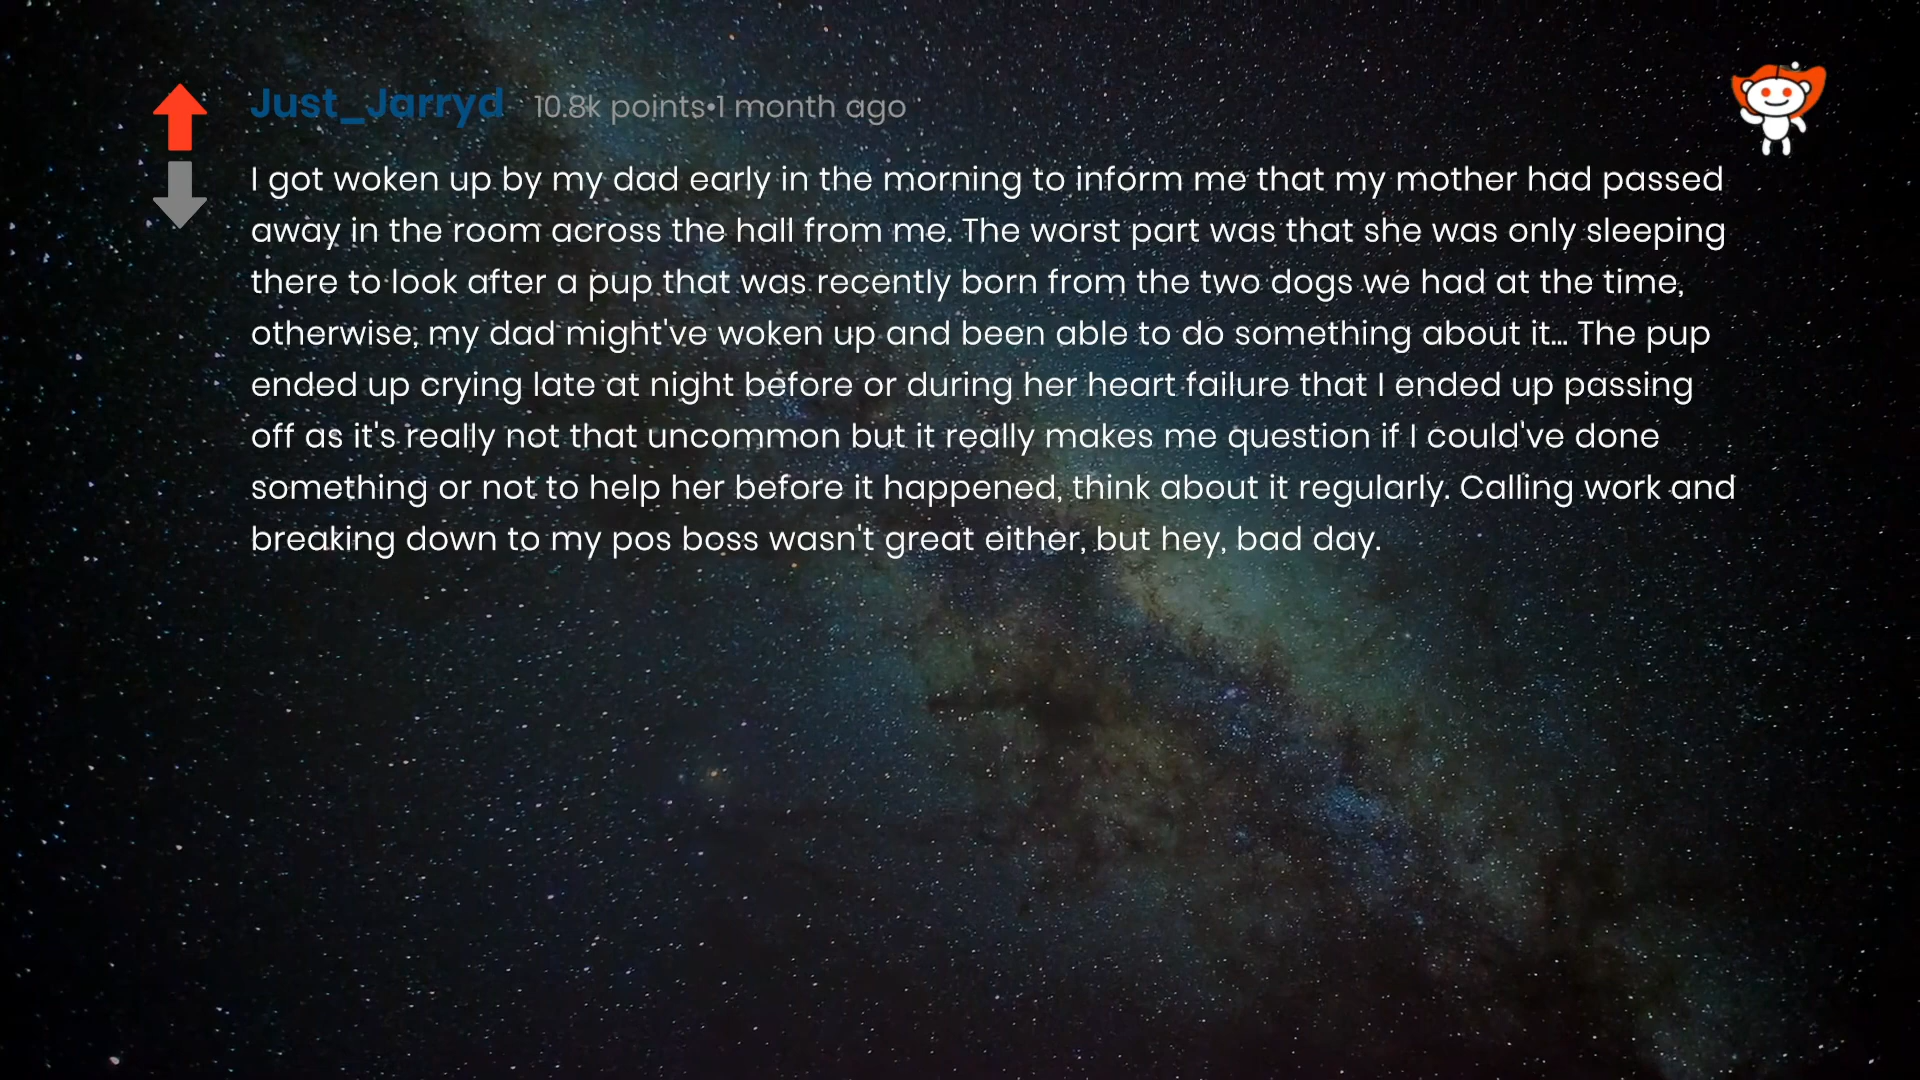 Just_Jarryd 10.8k points•1 month ago
I got woken up by my dad early in the morning to inform me that my mother had passed
away in the room across the hall from me. The worst part was that she was only sleeping
there to look after a pup that was recently born from the two dogs we had at the time,
otherwise, my dad might've woken up and been able to do something about it... The pup
ended up crying late at night before or during her heart failure that I ended up passing
off as it's really not that uncommon but it really makes me question if I could've done
something or not to help her before it happened, think about it regularly. Calling work and
breaking down to my pos boss wasn't great either, but hey, bad day.